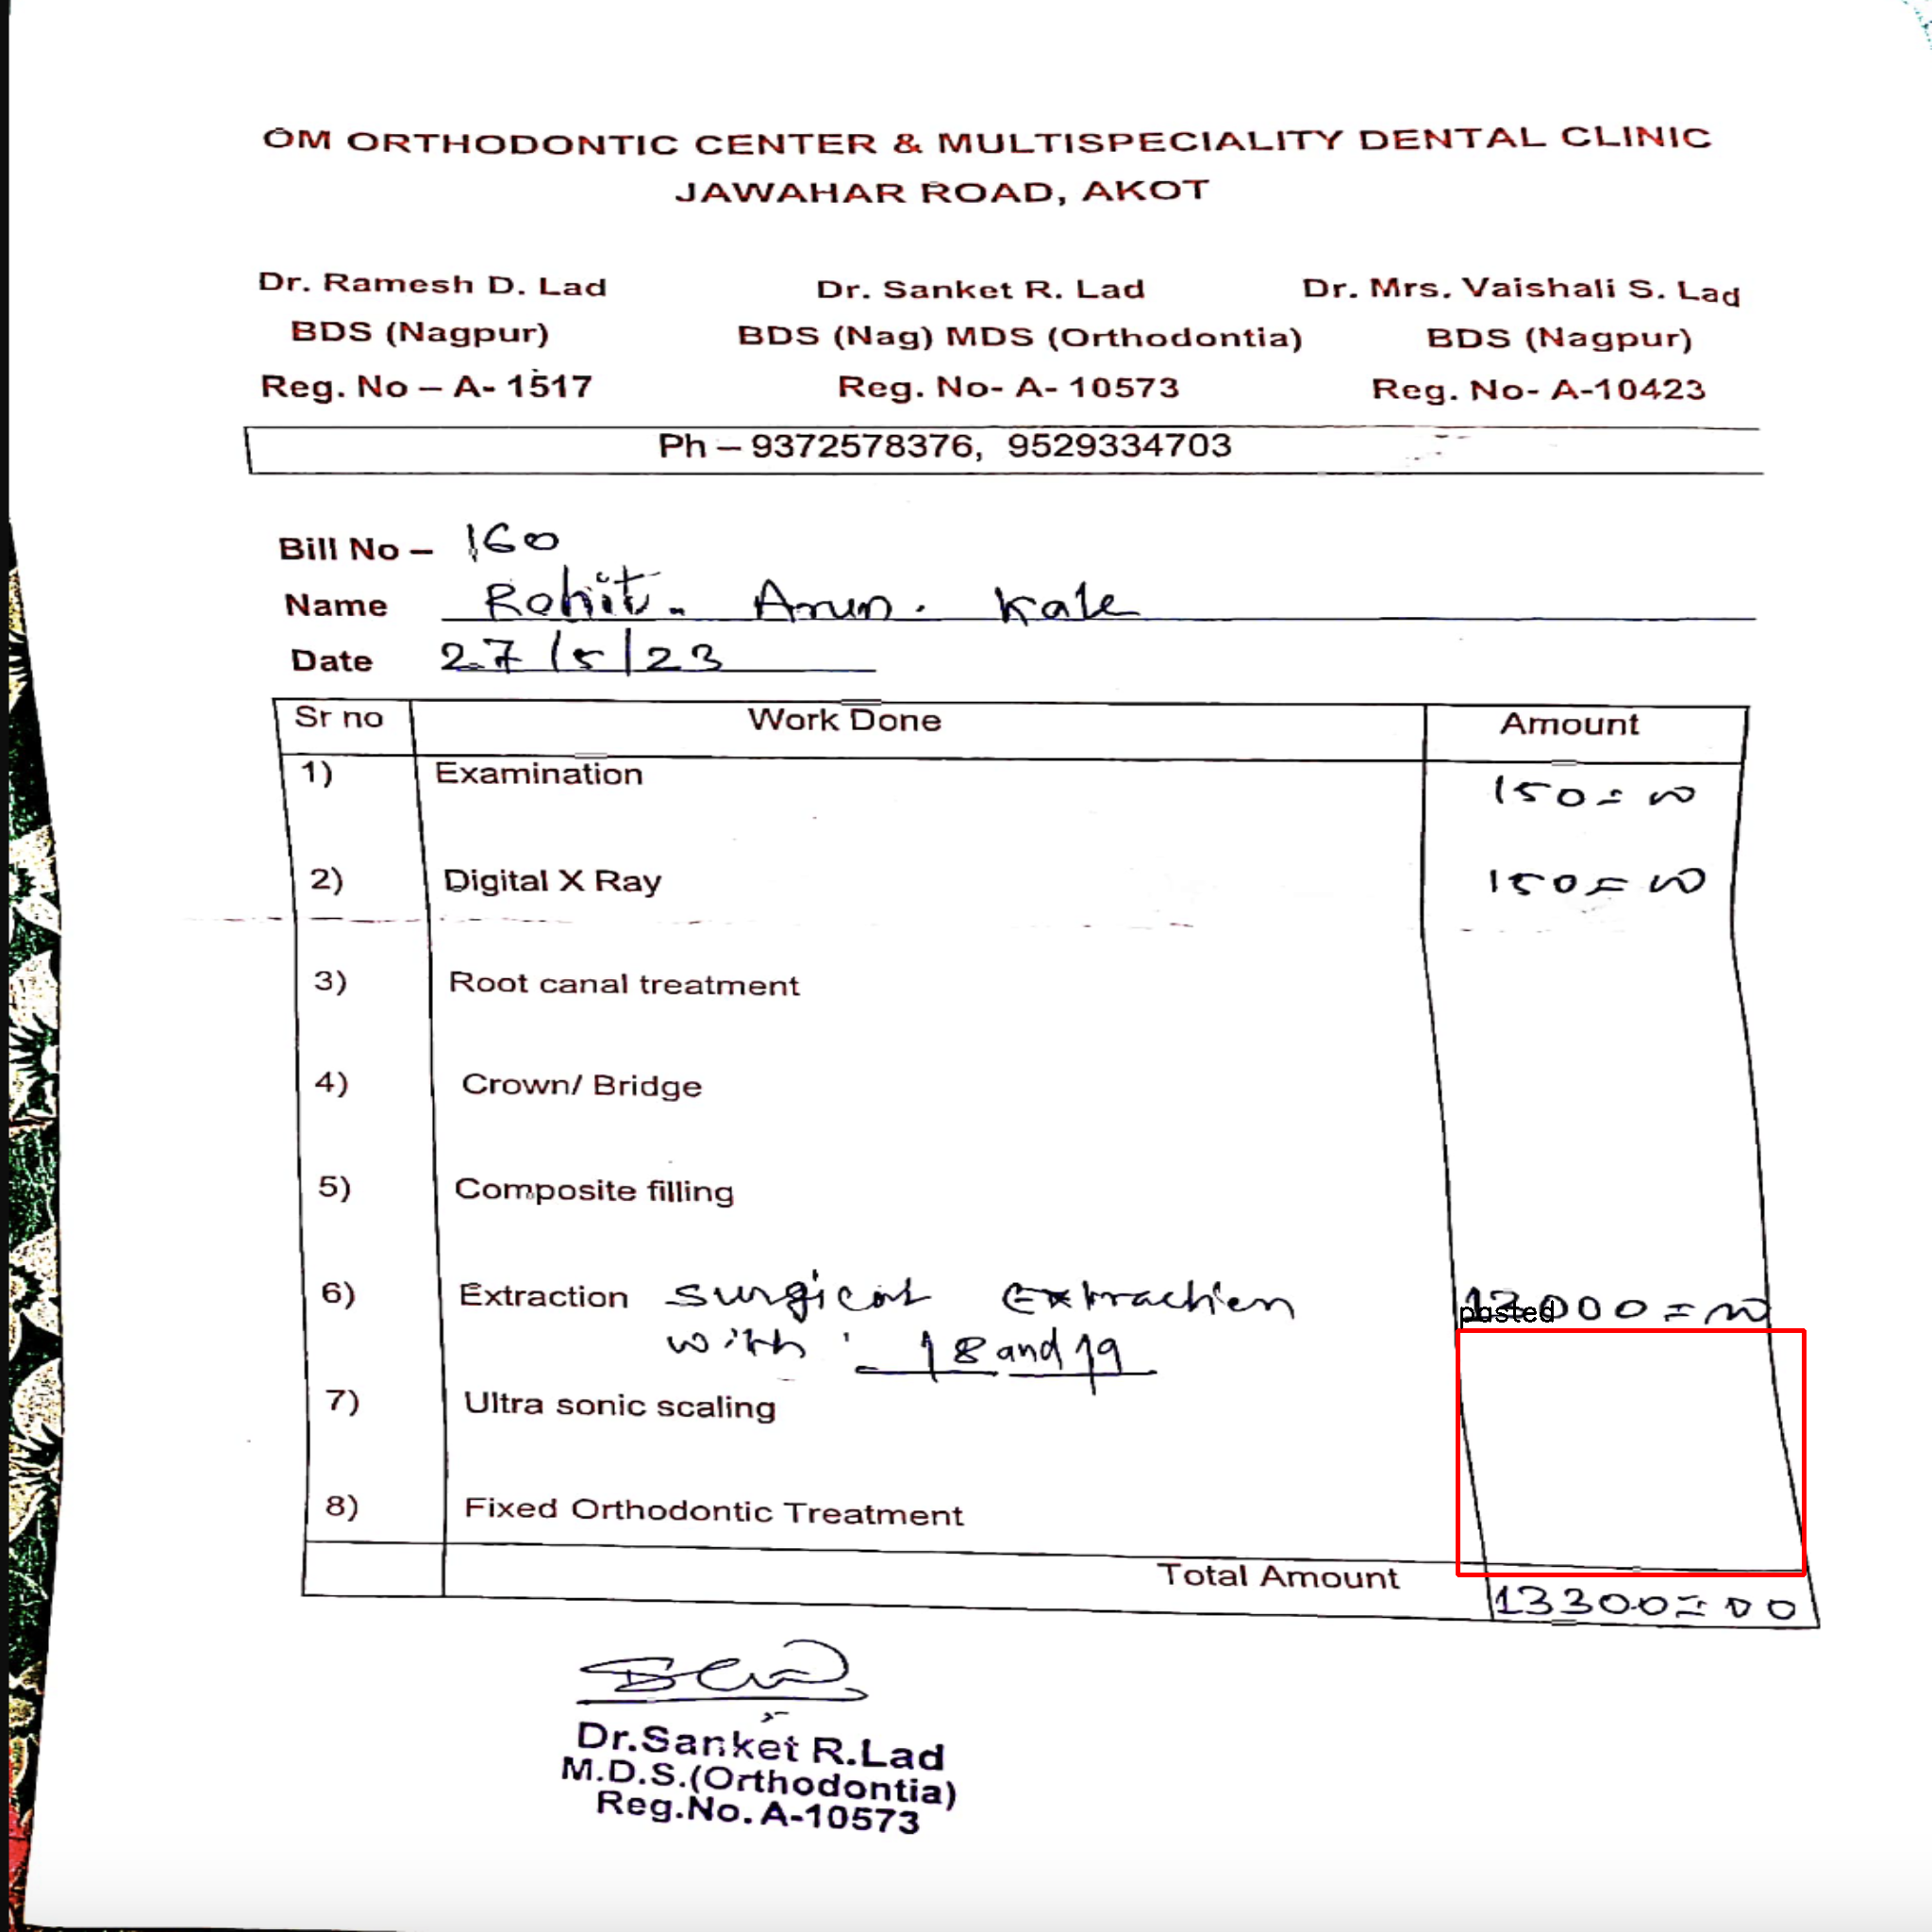 OM ORTHODONTIC CENTER & MULTISPECIALITY DENTAL CLINIC
JAWAHAR ROAD, AKOT
Dr. Ramesh D. Lad Dr. Sanket R. Lad Dr. Mrs. Vaishali S. Lad
BDS (Nagpur) BDS (Nag) MDS (Orthodontia) BDS (Nagpur)
Reg. No – A- 1517 Reg. No- A- 10573 Reg. No- A-10423
Ph – 9372578376, 9529334703
Bill No – 160
Name Rohit. Arun. Kale
Date 27/5/23
Sr no Work Done Amount
1) Examination 150=00
2) Digital X Ray 150=00
3) Root canal treatment
4) Crown/ Bridge
5) Composite filling
6) Extraction surgical Extraction 13000=00
pasted
with - 18 and 19
7) Ultra sonic scaling
8) Fixed Orthodontic Treatment
Total Amount 13300=00
Dr.Sanket R.Lad
M.D.S.(Orthodontia)
Reg.No.A-10573